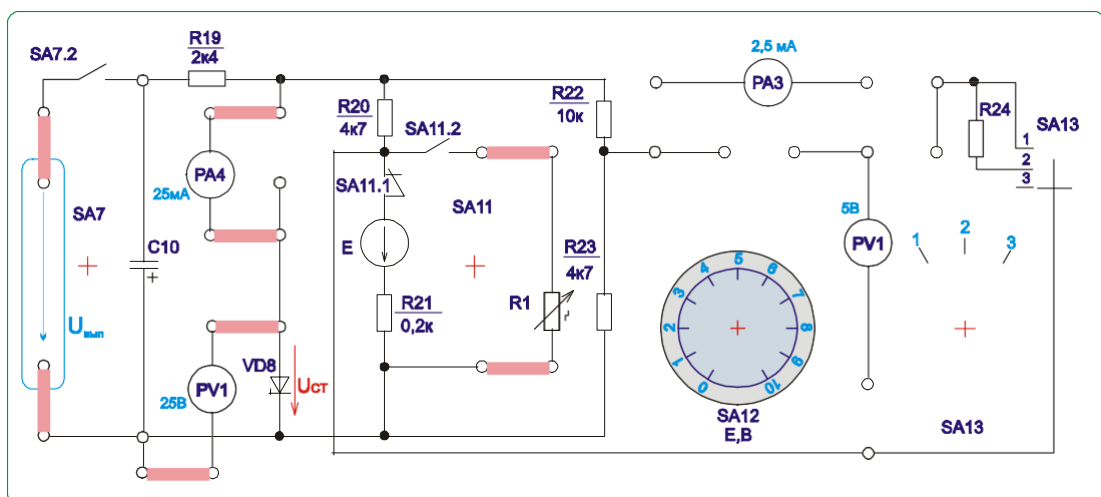 SA7.2
R19
2к4
R20
4к7
SA11.2
R22
10к
2,5 мА
PA3
R24
SA13
1
2
3
PA4
25мА
SA11.1
SA7
SA11
C10
E
R23
4к7
5В
PV1
1
2
3
Uвып
R21
0,2к
R1
VD8
UСТ
PV1
25В
0
1
2
3
4
5
6
7
8
9
10
SA12
E,В
SA13